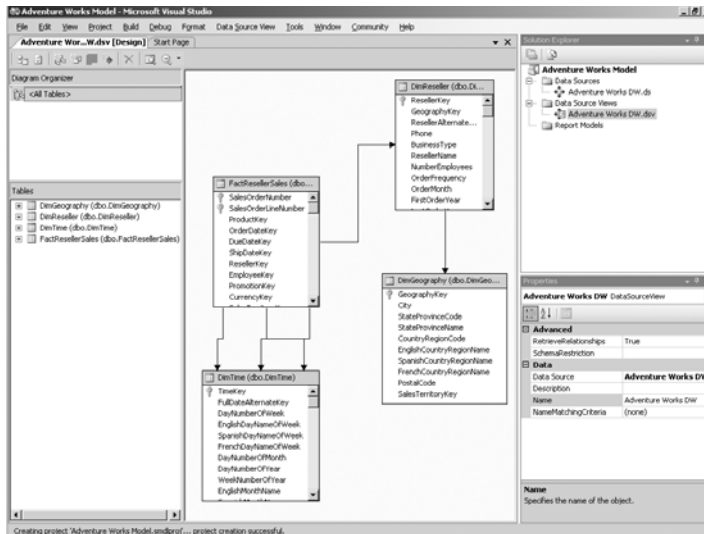 Adventure Works Model - Microsoft Visual Studio
File Edit View Project Build Debug Format Data Source View Tools Window Community Help
Adventure Wor...W.dsv [Design] Start Page
Diagram Organizer
<All Tables>
Tables
DimGeography (dbo.DimGeography)
DimReseller (dbo.DimReseller)
DimTime (dbo.DimTime)
FactResellerSales (dbo.FactResellerSales)
DimReseller (dbo.Di...
ResellerKey
GeographyKey
ResellerAlternate...
Phone
BusinessType
ResellerName
NumberEmployees
OrderFrequency
OrderMonth
FirstOrderYear
FactResellerSales (dbo...
SalesOrderNumber
SalesOrderLineNumber
ProductKey
OrderDateKey
DueDateKey
ShipDateKey
ResellerKey
EmployeeKey
PromotionKey
CurrencyKey
DimGeography (dbo.DimGeo...
GeographyKey
City
StateProvinceCode
StateProvinceName
CountryRegionCode
EnglishCountryRegionName
SpanishCountryRegionName
FrenchCountryRegionName
PostalCode
SalesTerritoryKey
DimTime (dbo.DimTime)
TimeKey
FullDateAlternateKey
DayNumberOfWeek
EnglishDayNameOfWeek
SpanishDayNameOfWeek
FrenchDayNameOfWeek
DayNumberOfMonth
DayNumberOfYear
WeekNumberOfYear
EnglishMonthName
Solution Explorer
Adventure Works Model
Data Sources
Adventure Works DW.ds
Data Source Views
Adventure Works DW.dsv
Report Models
Properties
Adventure Works DW DataSourceView
Advanced
RetrieveRelationships True
SchemaRestriction
Data
Data Source Adventure Works DW
Description
Name Adventure Works DW
NameMatchingCriteria (none)
Name
Specifies the name of the object.
Creating project 'Adventure Works Model.smdlproj'... project creation successful.